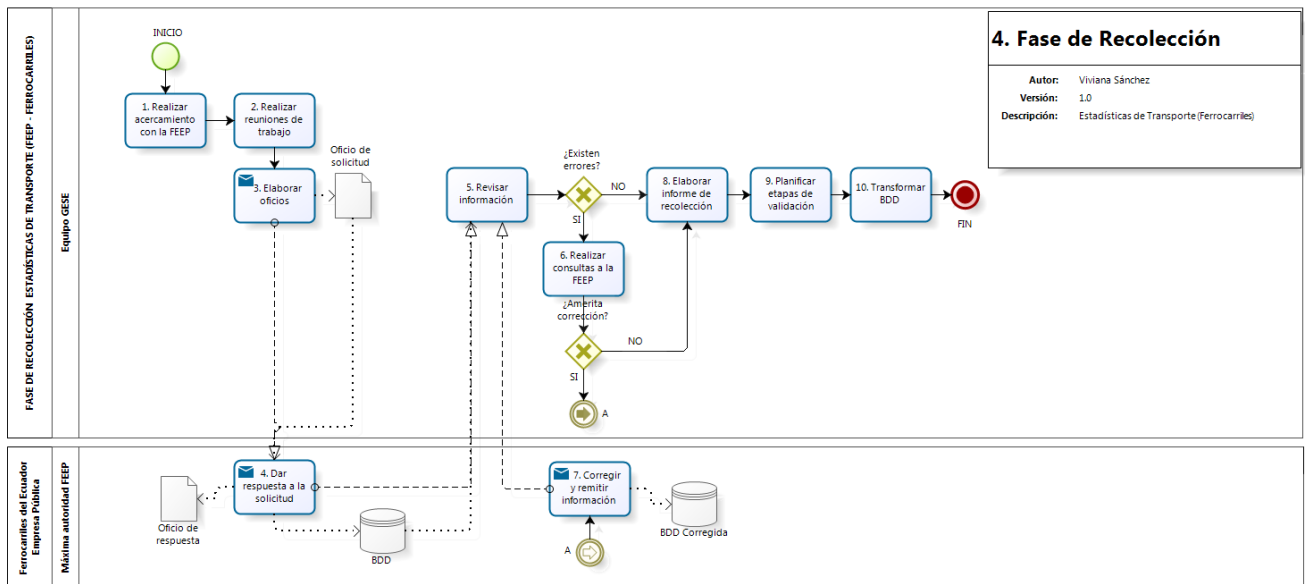 4. Fase de Recolección
Autor: Viviana Sánchez
Versión: 1.0
Descripción: Estadísticas de Transporte (Ferrocarriles)
FASE DE RECOLECCIÓN ESTADÍSTICAS DE TRANSPORTE (FEEP - FERROCARRILES)
Equipo GESE
INICIO
1. Realizar
acercamiento
con la FEEP
2. Realizar
reuniones de
trabajo
3. Elaborar
oficios
Oficio de
solicitud
5. Revisar
información
¿Existen
errores?
NO
SI
6. Realizar
consultas a la
FEEP
¿Amerita
corrección?
NO
SI
A
8. Elaborar
informe de
recolección
9. Planificar
etapas de
validación
10. Transformar
BDD
FIN
Ferrocarriles del Ecuador
Empresa Pública
Máxima autoridad FEEP
4. Dar
respuesta a la
solicitud
Oficio de
respuesta
BDD
7. Corregir
y remitir
información
A
BDD Corregida